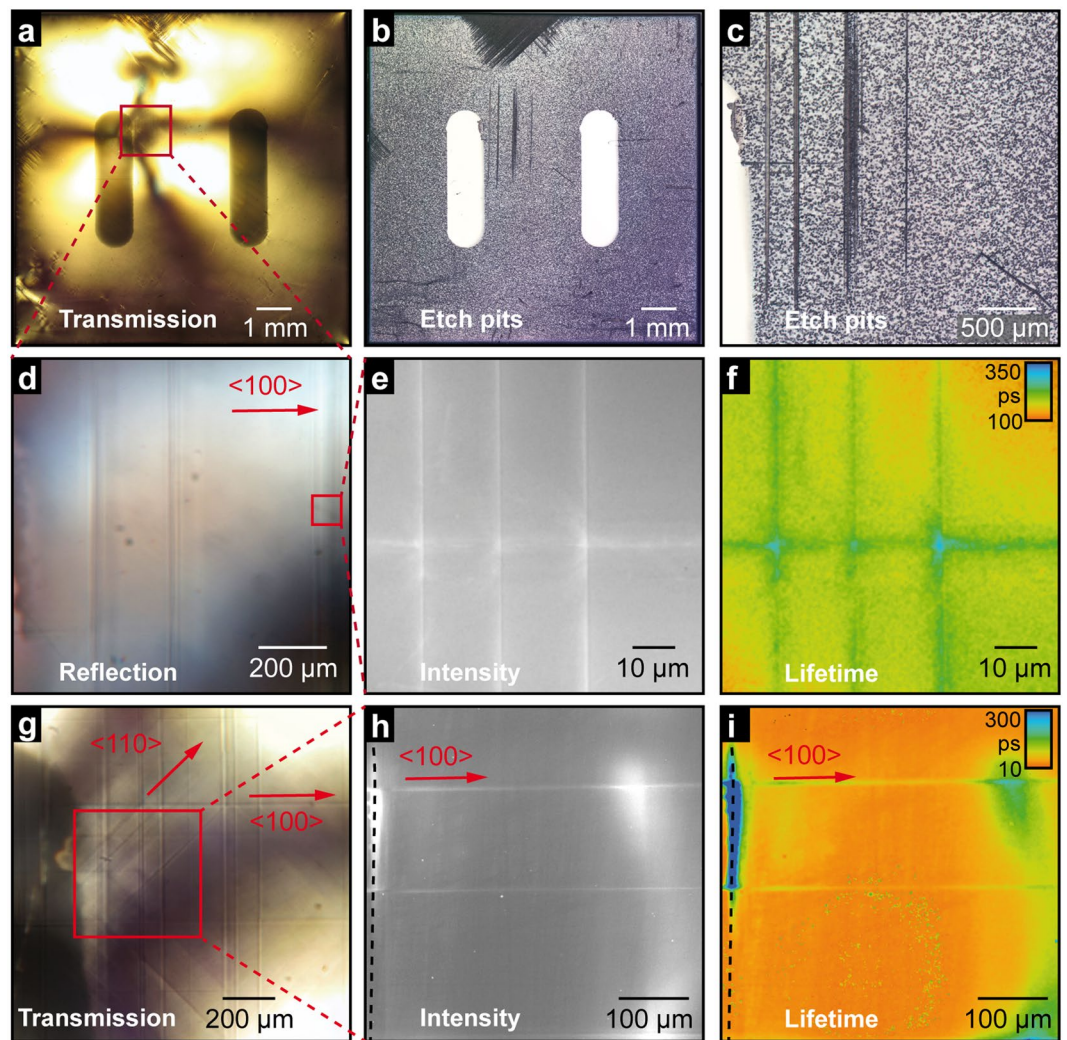 a
Transmission
1 mm
b
Etch pits
1 mm
c
Etch pits
500 µm
d
<100>
Reflection
200 µm
e
Intensity
10 µm
f
350
ps
100
Lifetime
10 µm
g
<110>
<100>
Transmission
200 µm
h
<100>
Intensity
100 µm
i
300
ps
10
<100>
Lifetime
100 µm